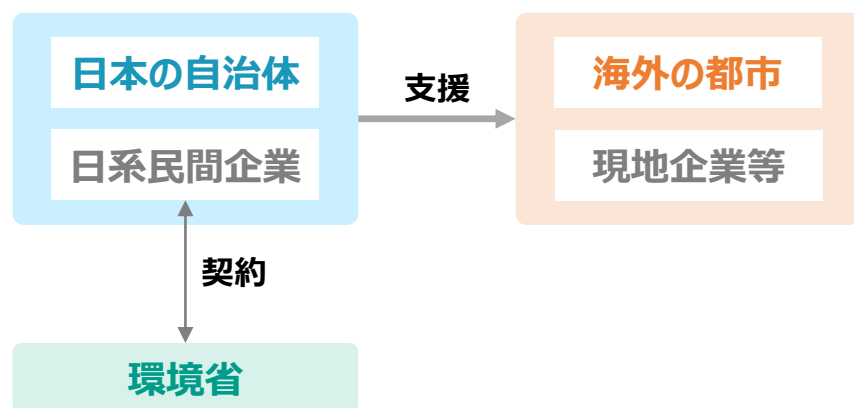 日本の自治体
日系民間企業
支援
海外の都市
現地企業等
契約
環境省